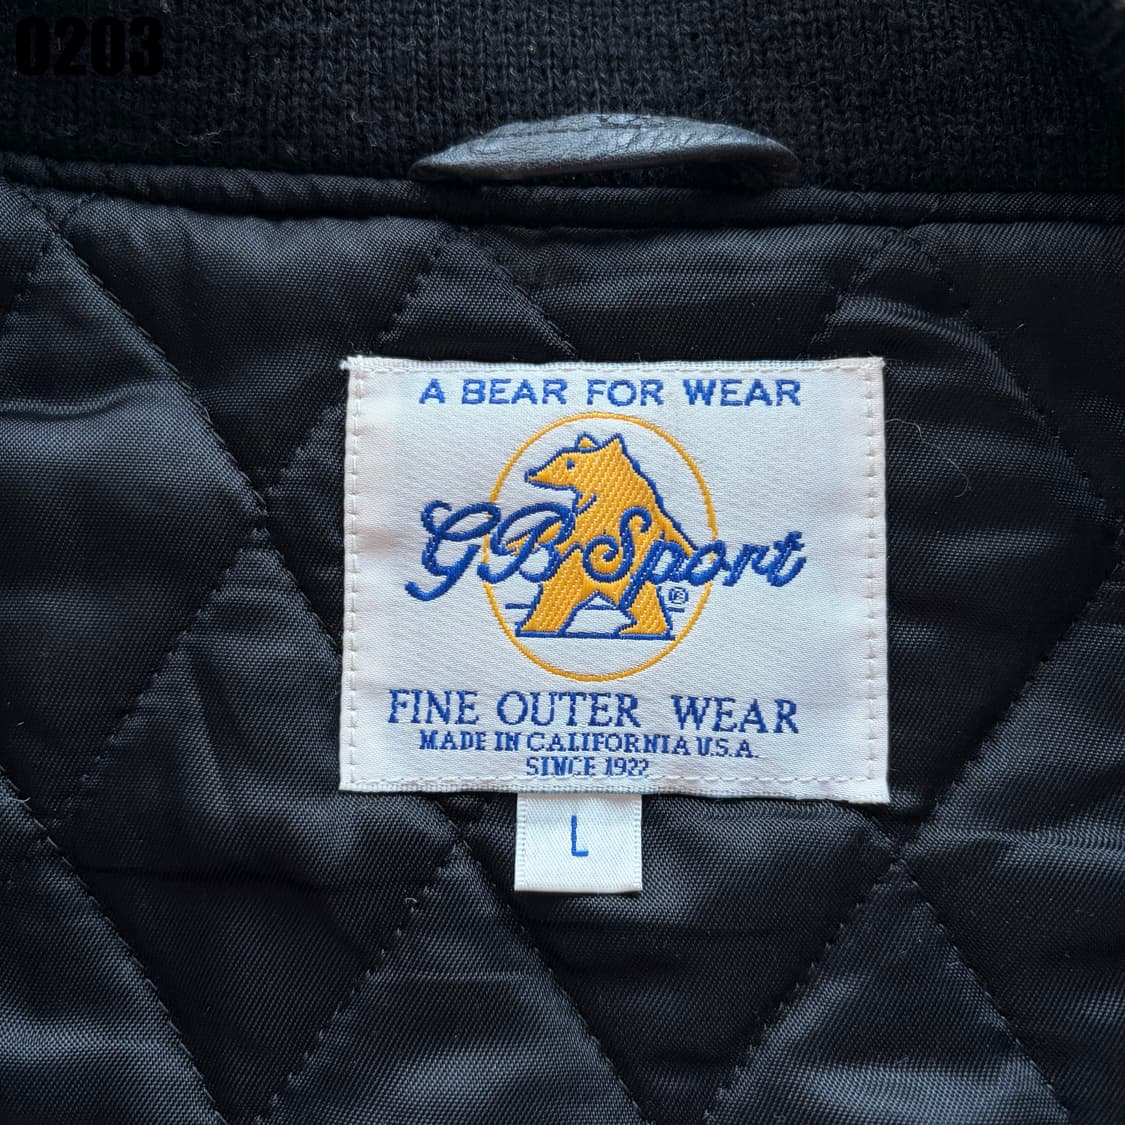 0203
A BEAR FOR WEAR
GB Sport
®
FINE OUTER WEAR
MADE IN CALIFORNIA U.S.A.
SINCE 1922
L